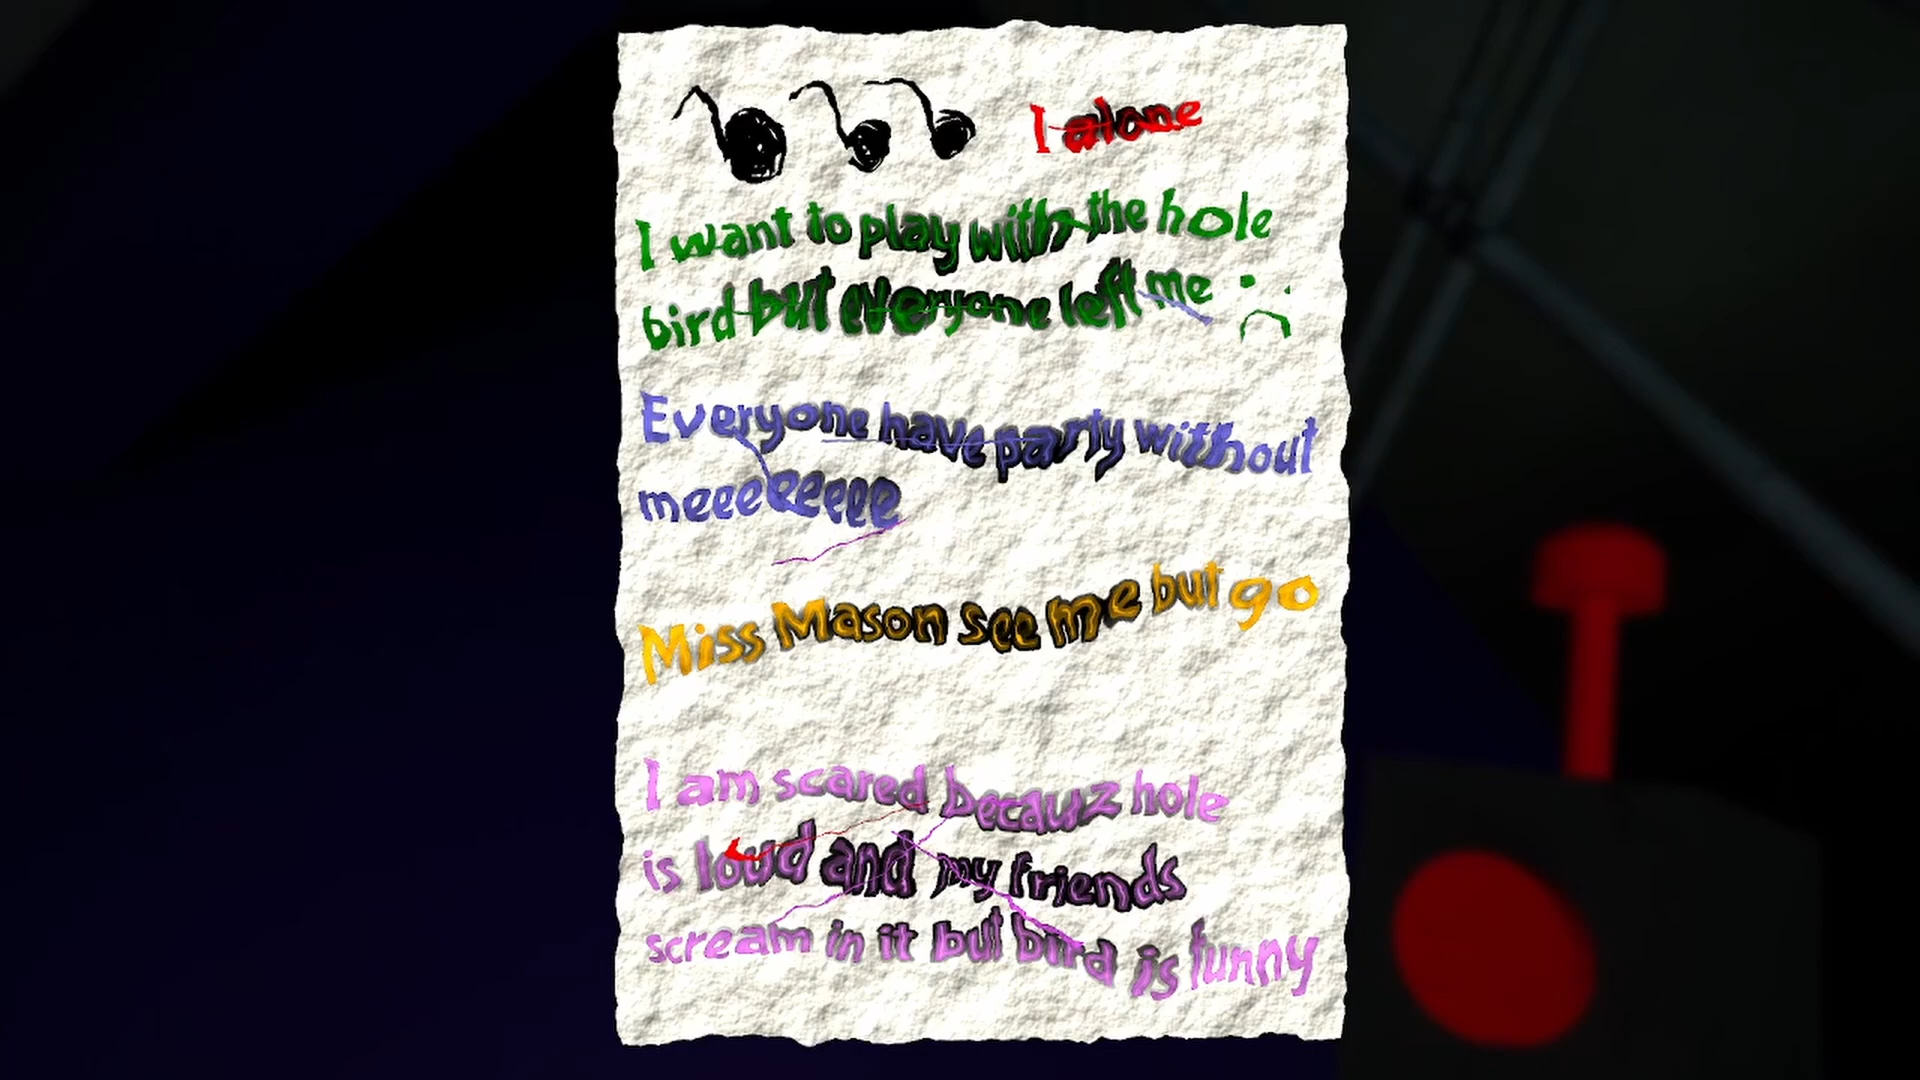 I alone
I want to play with the hole
bird but everyone left me :(
Everyone have party without
meeeeeeee
Miss Mason see me but go
I am scared becauz hole
is loud and my friends
scream in it but bird is funny